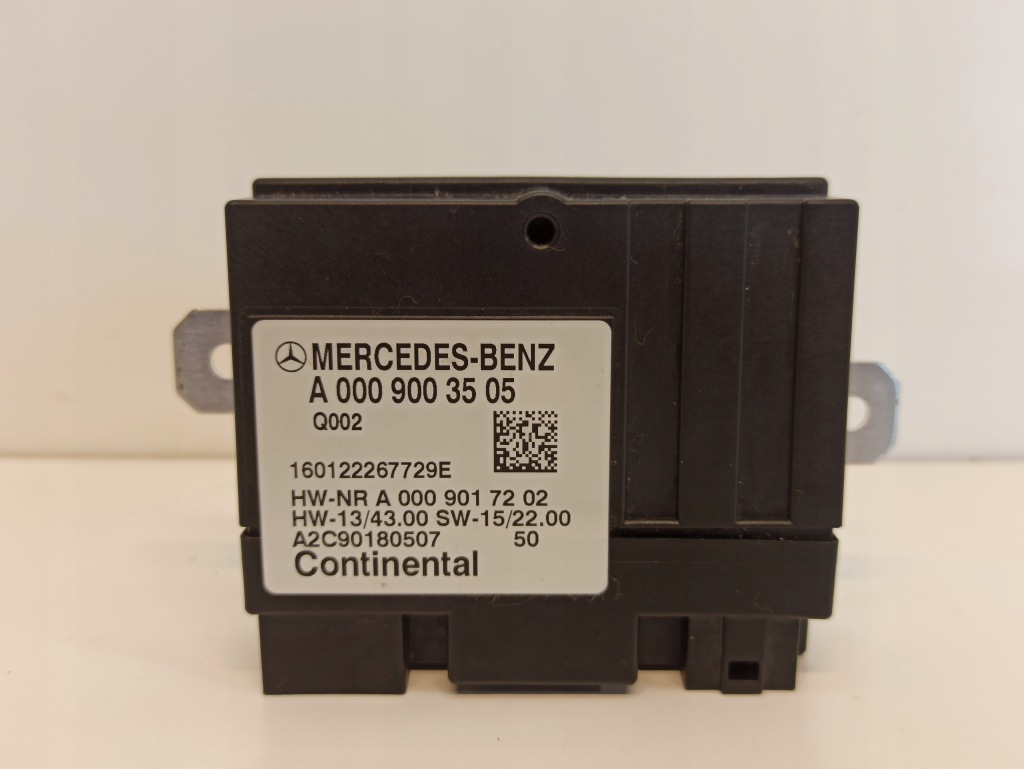 MERCEDES-BENZ
A 000 900 35 05
Q002
160122267729E
HW-NR A 000 901 72 02
HW-13/43.00 SW-15/22.00
A2C90180507 50
Continental